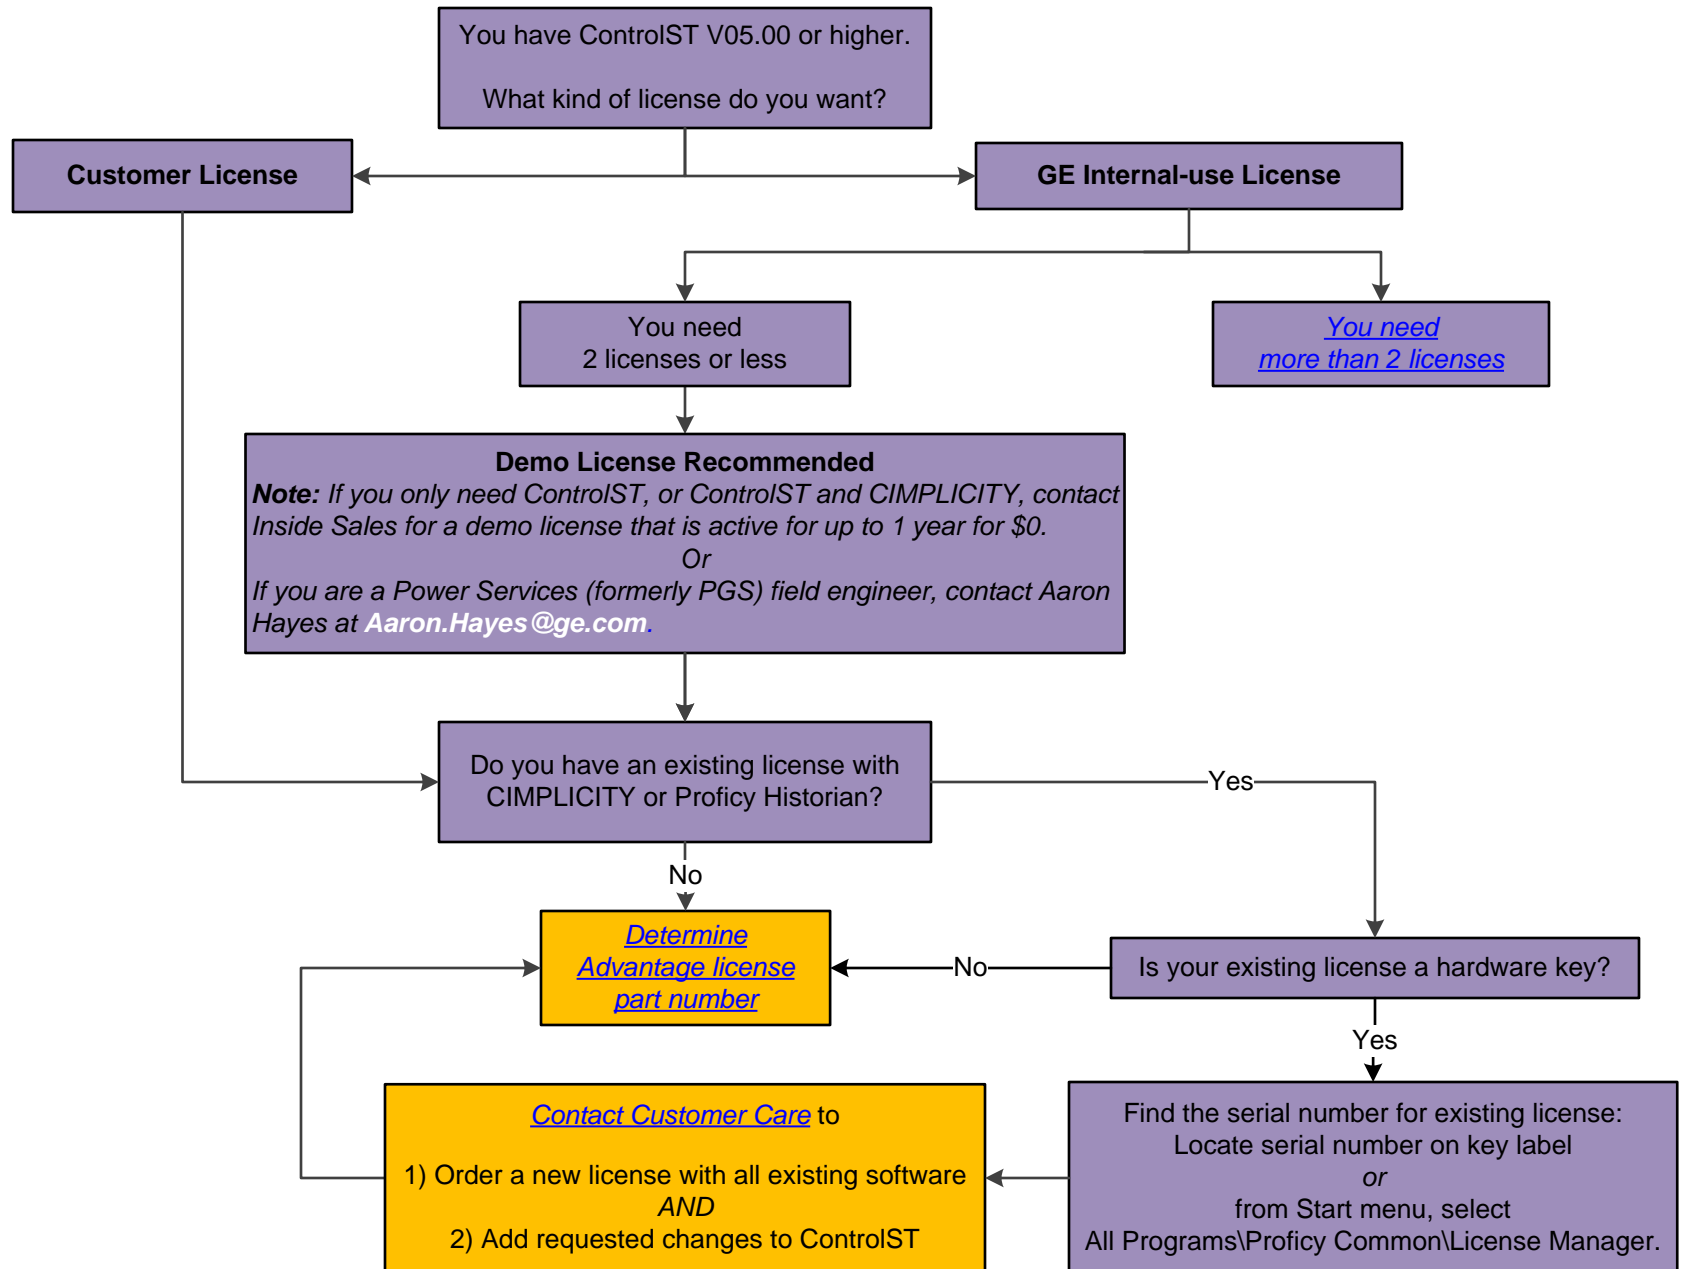 You have ControlST V05.00 or higher.
What kind of license do you want?
Customer License
GE Internal-use License
You need
2 licenses or less
You need
more than 2 licenses
Demo License Recommended
Note: If you only need ControlST, or ControlST and CIMPLICITY, contact
Inside Sales for a demo license that is active for up to 1 year for $0.
Or
If you are a Power Services (formerly PGS) field engineer, contact Aaron
Hayes at Aaron.Hayes@ge.com.
Do you have an existing license with
CIMPLICITY or Proficy Historian?
Yes
No
Determine
Advantage license
part number
No
Is your existing license a hardware key?
Yes
Contact Customer Care to
1) Order a new license with all existing software
AND
2) Add requested changes to ControlST
Find the serial number for existing license:
Locate serial number on key label
or
from Start menu, select
All Programs\Proficy Common\License Manager.